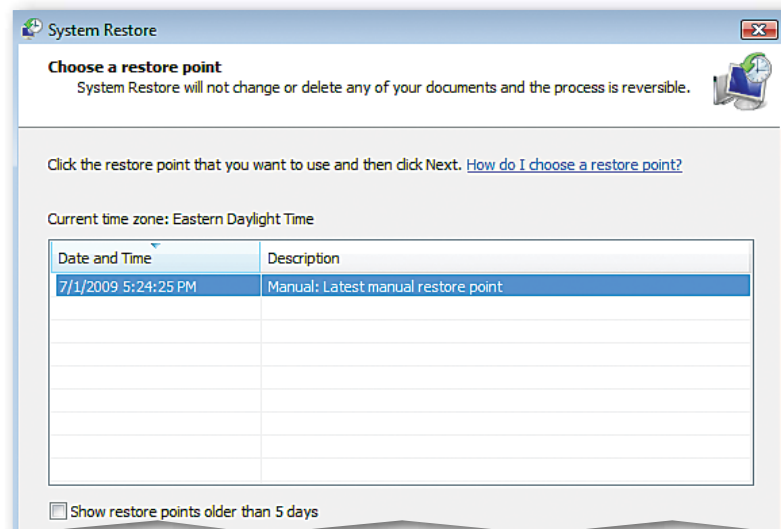 System Restore
Choose a restore point
System Restore will not change or delete any of your documents and the process is reversible.
Click the restore point that you want to use and then click Next. How do I choose a restore point?
Current time zone: Eastern Daylight Time
Date and Time Description
7/1/2009 5:24:25 PM Manual: Latest manual restore point
Show restore points older than 5 days